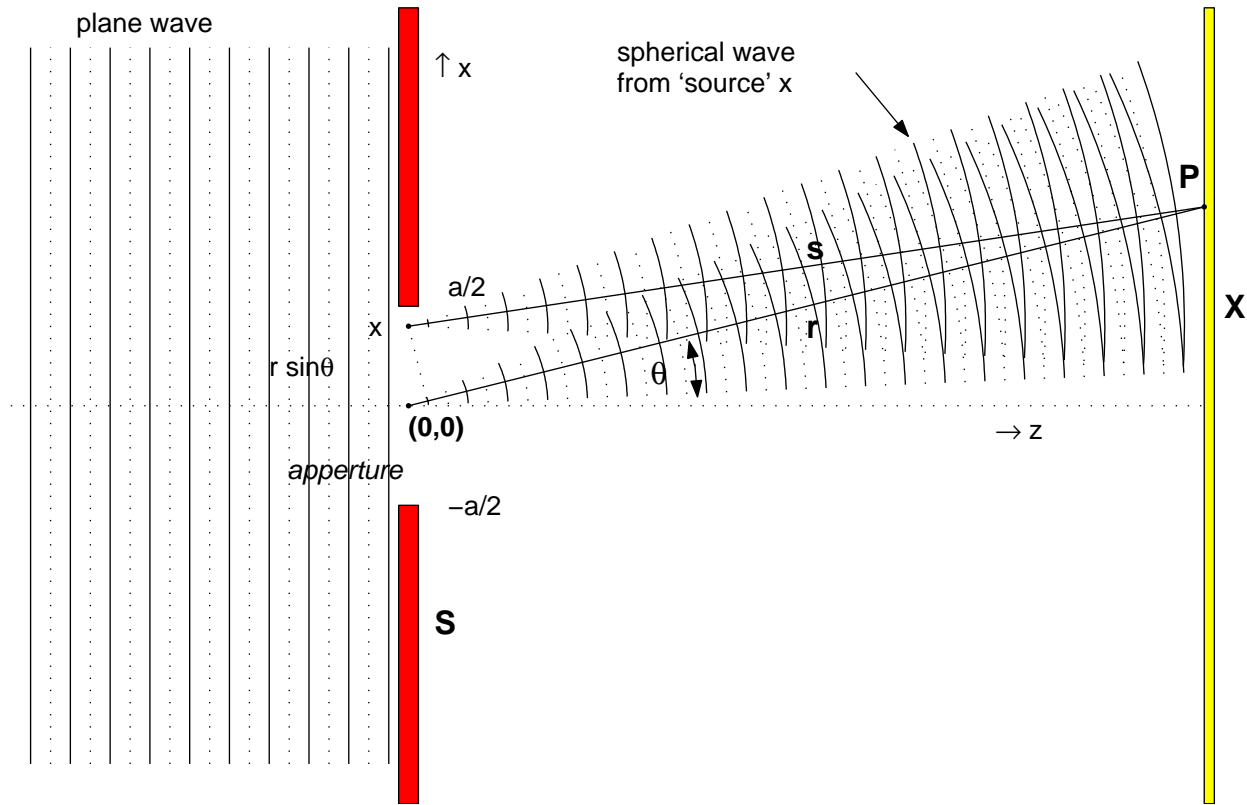 plane wave
↑ x
spherical wave
from ‘source’ x
P
s
a/2
X
x
r
r sinθ
θ
(0,0)
→ z
apperture
−a/2
S